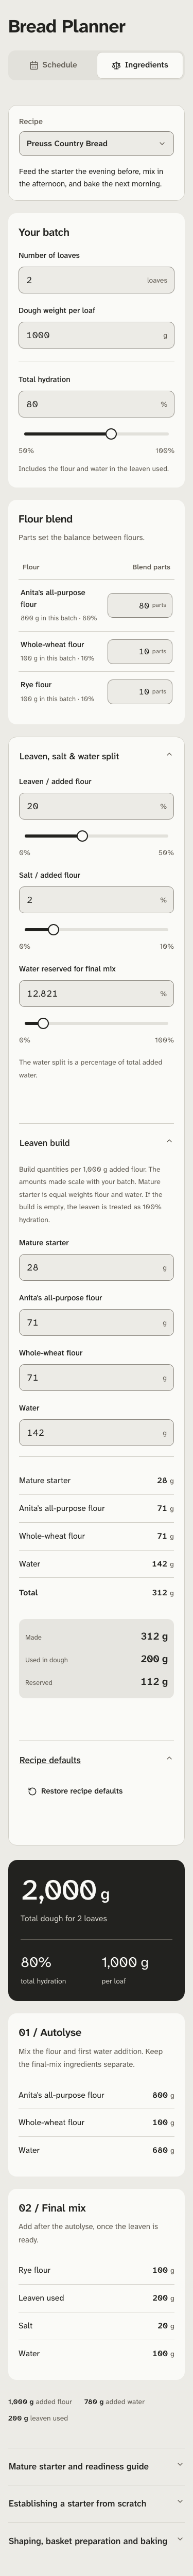 Bread Planner
Schedule
Ingredients
Recipe
Preuss Country Bread
Feed the starter the evening before, mix in
the afternoon, and bake the next morning.
Your batch
Number of loaves
2 loaves
Dough weight per loaf
1000 g
Total hydration
80 %
50% 100%
Includes the flour and water in the leaven used.
Flour blend
Parts set the balance between flours.
Flour Blend parts
Anita's all-purpose
flour
800 g in this batch · 80%
80 parts
Whole-wheat flour
100 g in this batch · 10%
10 parts
Rye flour
100 g in this batch · 10%
10 parts
Leaven, salt & water split
Leaven / added flour
20 %
0% 50%
Salt / added flour
2 %
0% 10%
Water reserved for final mix
12.821 %
0% 100%
The water split is a percentage of total added
water.
Leaven build
Build quantities per 1,000 g added flour. The
amounts made scale with your batch. Mature
starter is equal weights flour and water. If the
build is empty, the leaven is treated as 100%
hydration.
Mature starter
28 g
Anita's all-purpose flour
71 g
Whole-wheat flour
71 g
Water
142 g
Mature starter 28 g
Anita's all-purpose flour 71 g
Whole-wheat flour 71 g
Water 142 g
Total 312 g
Made 312 g
Used in dough 200 g
Reserved 112 g
Recipe defaults
Restore recipe defaults
2,000 g
Total dough for 2 loaves
80% 1,000 g
total hydration per loaf
01 / Autolyse
Mix the flour and first water addition. Keep
the final-mix ingredients separate.
Anita's all-purpose flour 800 g
Whole-wheat flour 100 g
Water 680 g
02 / Final mix
Add after the autolyse, once the leaven is
ready.
Rye flour 100 g
Leaven used 200 g
Salt 20 g
Water 100 g
1,000 g added flour 780 g added water
200 g leaven used
Mature starter and readiness guide
Establishing a starter from scratch
Shaping, basket preparation and baking